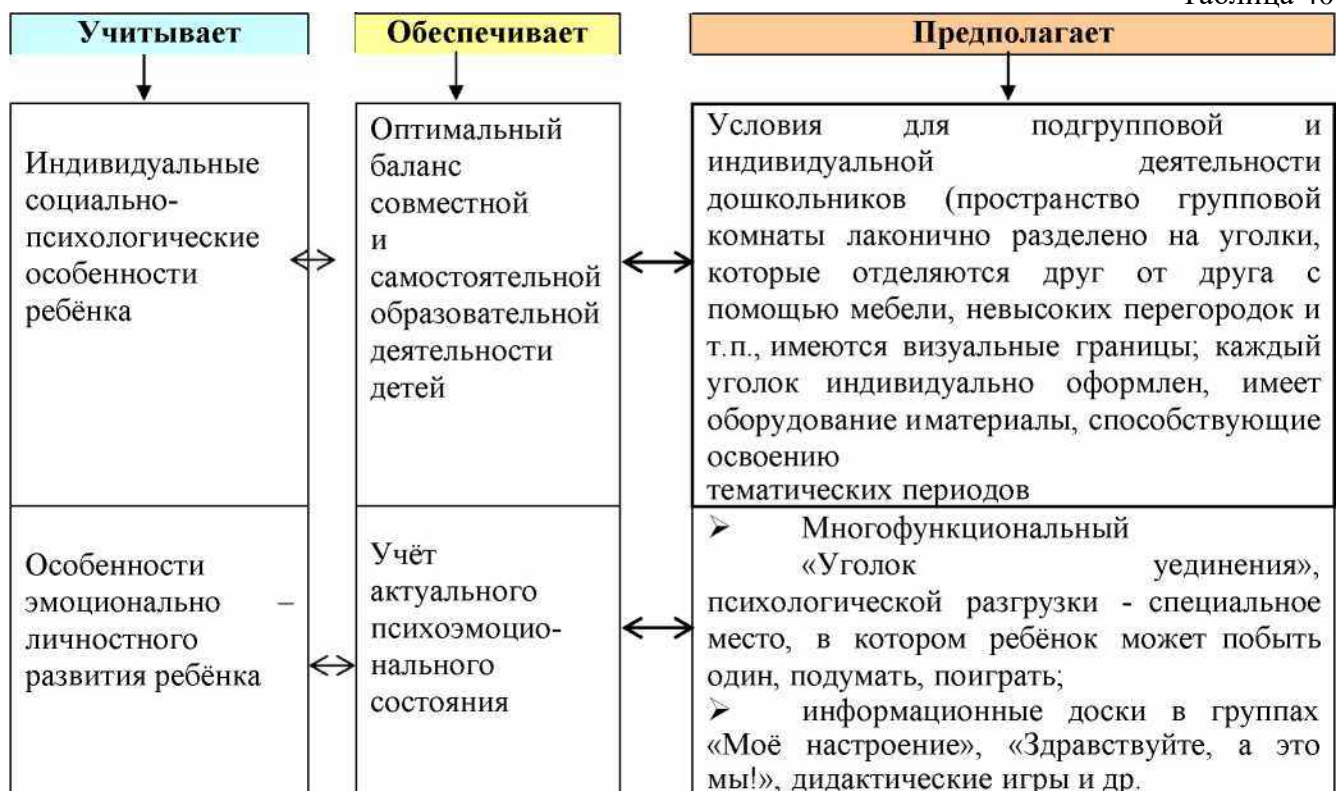 Учитывает
Обеспечивает
Предполагает
Индивидуальные
социально-
психологические
особенности
ребёнка
Оптимальный
баланс
совместной
и
самостоятельной
образовательной
деятельности
детей
Условия для подгрупповой и
индивидуальной деятельности
дошкольников (пространство групповой
комнаты лаконично разделено на уголки,
которые отделяются друг от друга с
помощью мебели, невысоких перегородок и
т.п., имеются визуальные границы; каждый
уголок индивидуально оформлен, имеет
оборудование иматериалы, способствующие
освоению
тематических периодов
Особенности
эмоционально –
личностного
развития ребёнка
Учёт
актуального
психоэмоцио-
нального
состояния
➢ Многофункциональный
«Уголок уединения»,
психологической разгрузки - специальное
место, в котором ребёнок может побыть
один, подумать, поиграть;
➢ информационные доски в группах
«Моё настроение», «Здравствуйте, а это
мы!», дидактические игры и др.